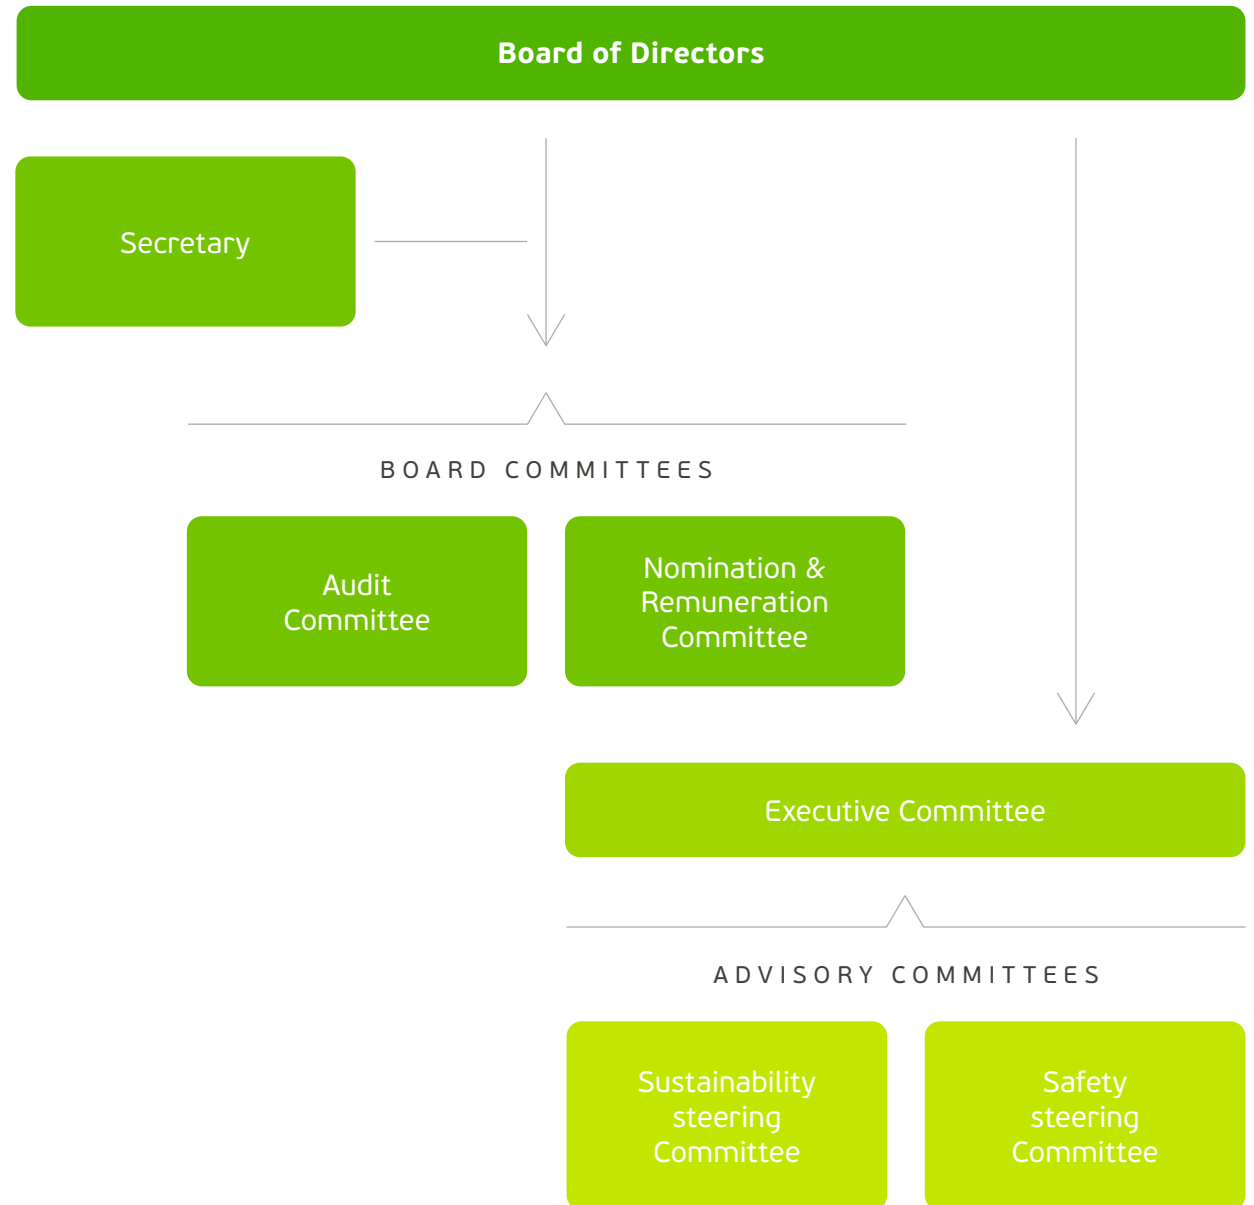 Board of Directors
Secretary
BOARD COMMITTEES
Audit
Committee
Nomination &
Remuneration
Committee
Executive Committee
ADVISORY COMMITTEES
Sustainability
steering
Committee
Safety
steering
Committee